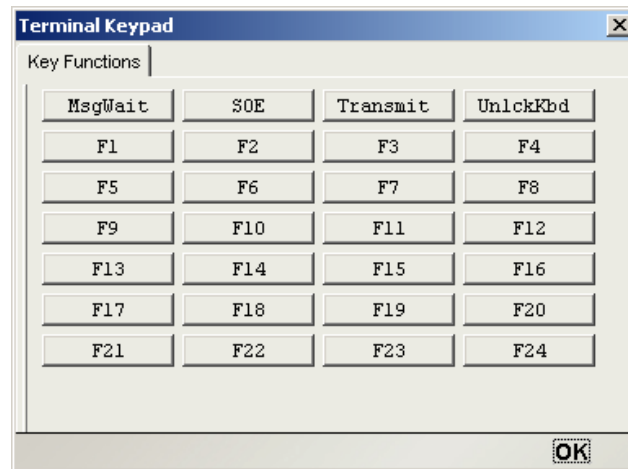 Terminal Keypad
Key Functions
MsgWait SOE Transmit UnlckKbd
F1 F2 F3 F4
F5 F6 F7 F8
F9 F10 F11 F12
F13 F14 F15 F16
F17 F18 F19 F20
F21 F22 F23 F24
OK